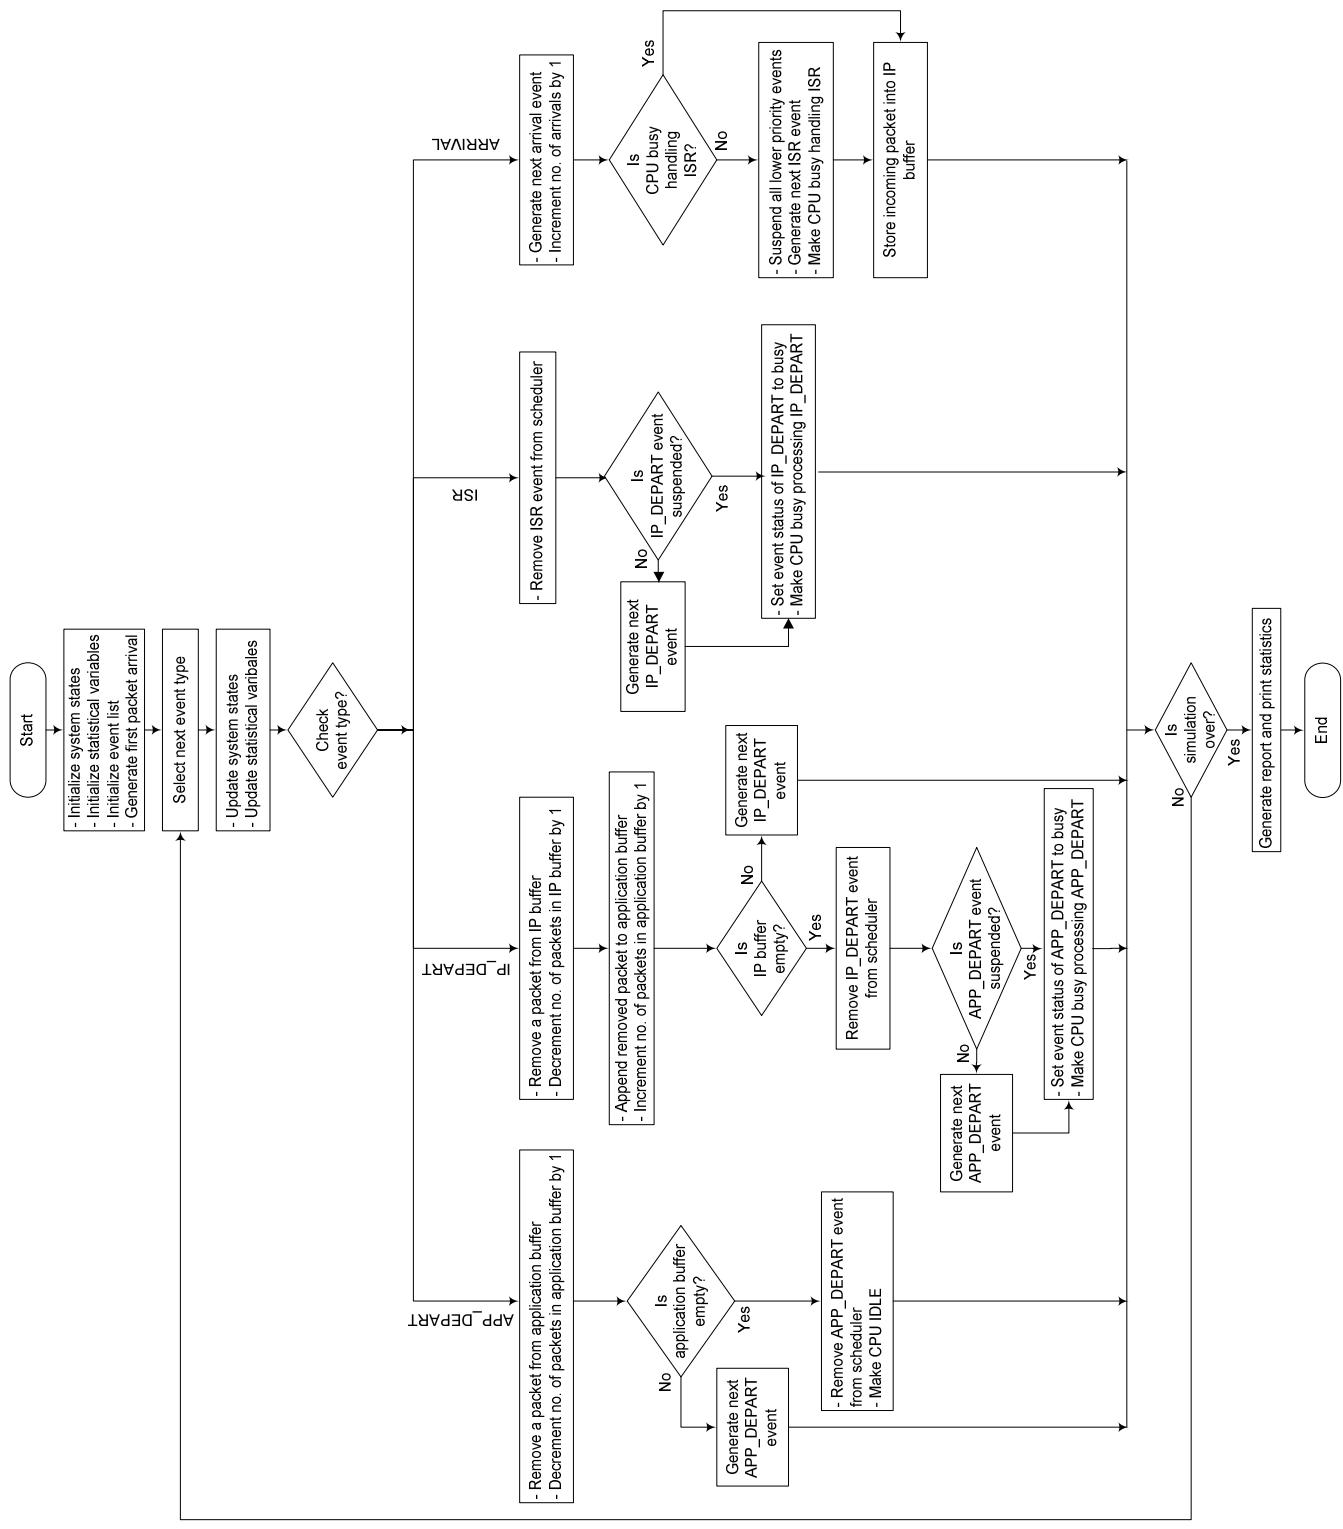 Start
- Initialize system states
- Initialize statistical variables
- Initialize event list
- Generate first packet arrival
Select next event type
- Update system states
- Update statistical varibales
Check
event type?
APP_DEPART
- Remove a packet from application buffer
- Decrement no. of packets in application buffer by 1
Is
application buffer
empty?
No
Generate next
APP_DEPART
event
Yes
- Remove APP_DEPART event
from scheduler
- Make CPU IDLE
IP_DEPART
- Remove a packet from IP buffer
- Decrement no. of packets in IP buffer by 1
- Append removed packet to application buffer
- Increment no. of packets in application buffer by 1
Is
IP buffer
empty?
No
Generate next
IP_DEPART
event
Yes
Remove IP_DEPART event
from scheduler
Is
APP_DEPART event
suspended?
No
Generate next
APP_DEPART
event
Yes
- Set event status of APP_DEPART to busy
- Make CPU busy processing APP_DEPART
ISR
- Remove ISR event from scheduler
Is
IP_DEPART event
suspended?
No
Generate next
IP_DEPART
event
Yes
- Set event status of IP_DEPART to busy
- Make CPU busy processing IP_DEPART
ARRIVAL
- Generate next arrival event
- Increment no. of arrivals by 1
Is
CPU busy
handling
ISR?
Yes
No
- Suspend all lower priority events
- Generate next ISR event
- Make CPU busy handling ISR
Store incoming packet into IP
buffer
Is
simulation
over?
No
Yes
Generate report and print statistics
End